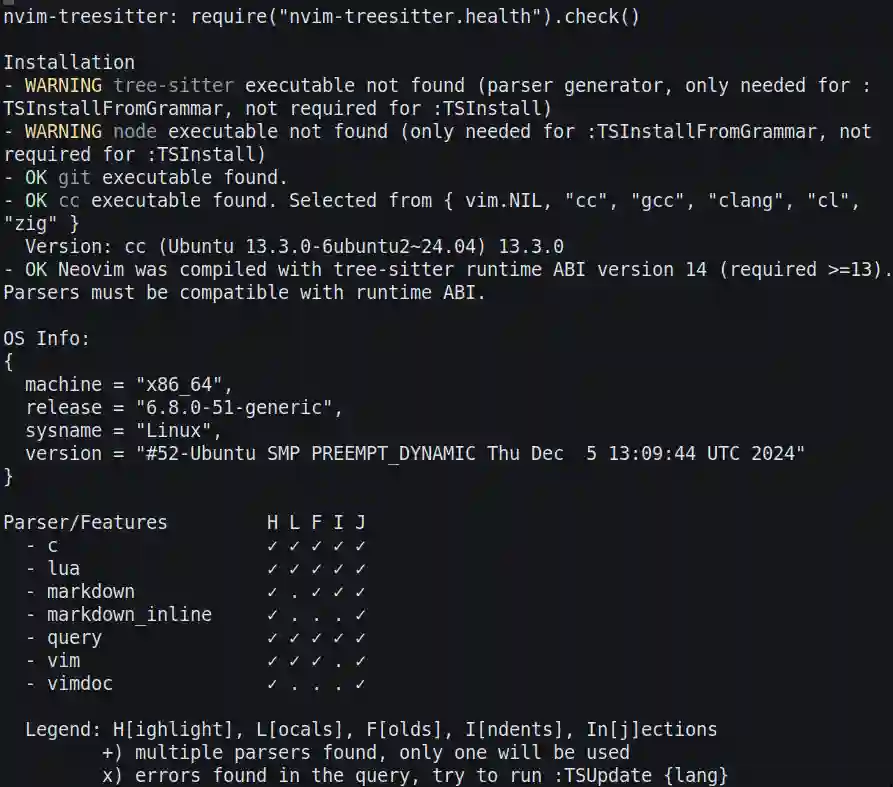 nvim-treesitter: require("nvim-treesitter.health").check()
Installation
- WARNING tree-sitter executable not found (parser generator, only needed for :
TSInstallFromGrammar, not required for :TSInstall)
- WARNING node executable not found (only needed for :TSInstallFromGrammar, not
required for :TSInstall)
- OK git executable found.
- OK cc executable found. Selected from { vim.NIL, "cc", "gcc", "clang", "cl",
"zig" }
  Version: cc (Ubuntu 13.3.0-6ubuntu2~24.04) 13.3.0
- OK Neovim was compiled with tree-sitter runtime ABI version 14 (required >=13).
Parsers must be compatible with runtime ABI.
OS Info:
{
  machine = "x86_64",
  release = "6.8.0-51-generic",
  sysname = "Linux",
  version = "#52-Ubuntu SMP PREEMPT_DYNAMIC Thu Dec  5 13:09:44 UTC 2024"
}
Parser/Features         H L F I J
  - c                   ✓ ✓ ✓ ✓ ✓
  - lua                 ✓ ✓ ✓ ✓ ✓
  - markdown            ✓ . ✓ ✓ ✓
  - markdown_inline     ✓ . . . ✓
  - query               ✓ ✓ ✓ ✓ ✓
  - vim                 ✓ ✓ ✓ . ✓
  - vimdoc              ✓ . . . ✓
  Legend: H[ighlight], L[ocals], F[olds], I[ndents], In[j]ections
         +) multiple parsers found, only one will be used
         x) errors found in the query, try to run :TSUpdate {lang}